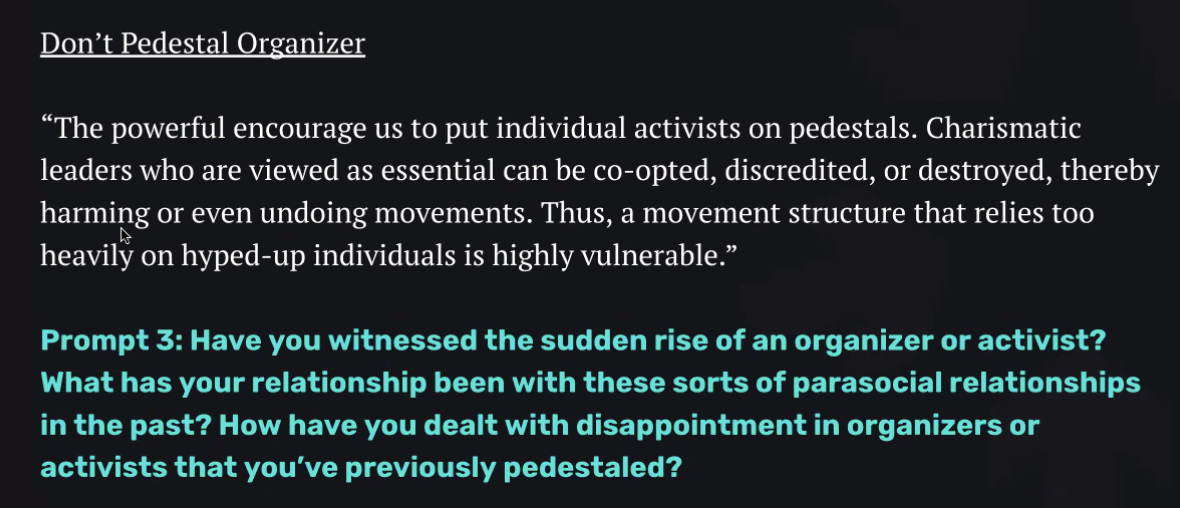 Don’t Pedestal Organizer
“The powerful encourage us to put individual activists on pedestals. Charismatic
leaders who are viewed as essential can be co-opted, discredited, or destroyed, thereby
harming or even undoing movements. Thus, a movement structure that relies too
heavily on hyped-up individuals is highly vulnerable.”
Prompt 3: Have you witnessed the sudden rise of an organizer or activist?
What has your relationship been with these sorts of parasocial relationships
in the past? How have you dealt with disappointment in organizers or
activists that you’ve previously pedestaled?